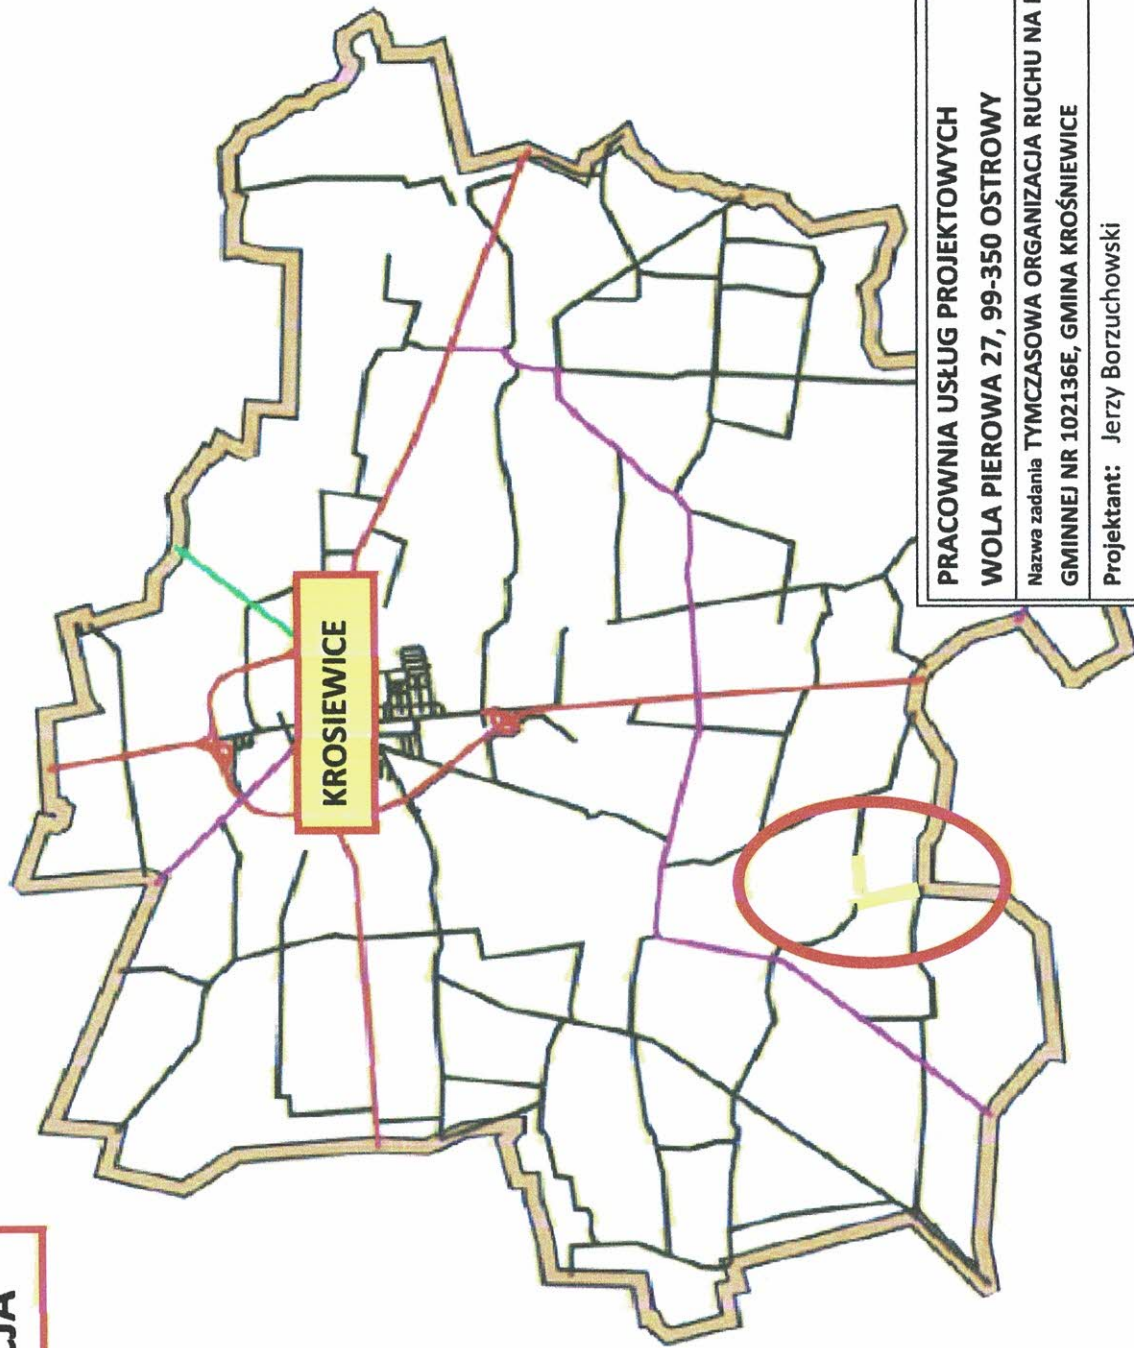 CJA
KROSIEWICE
PRACOWNIA USŁUG PROJEKTOWYCH
WOLA PIEROWA 27, 99-350 OSTROWY
Nazwa zadania TYMCZASOWA ORGANIZACJA RUCHU NA
GMINNEJ NR 102136E, GMINA KROŚNIEWICE
Projektant: Jerzy Borzuchowski